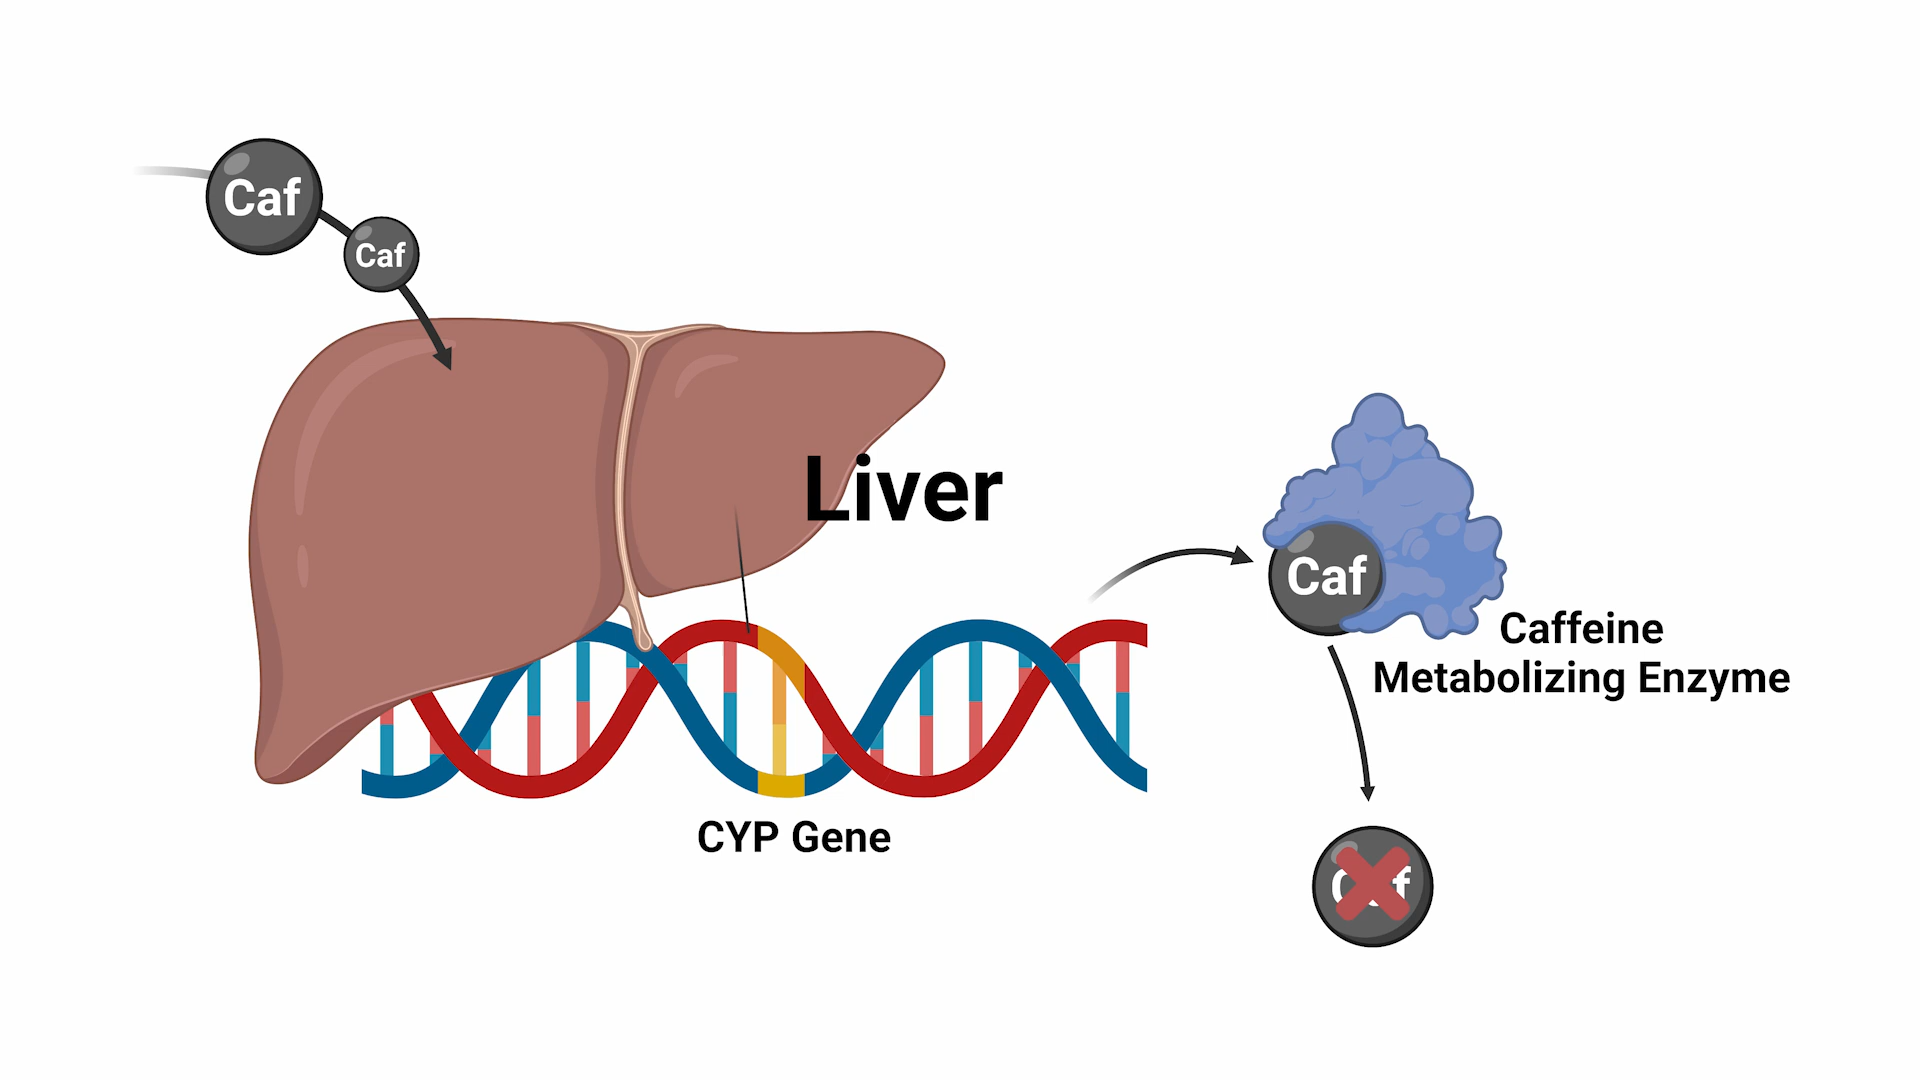 Caf
Caf
Liver
Caf
Caffeine
Metabolizing Enzyme
CYP Gene